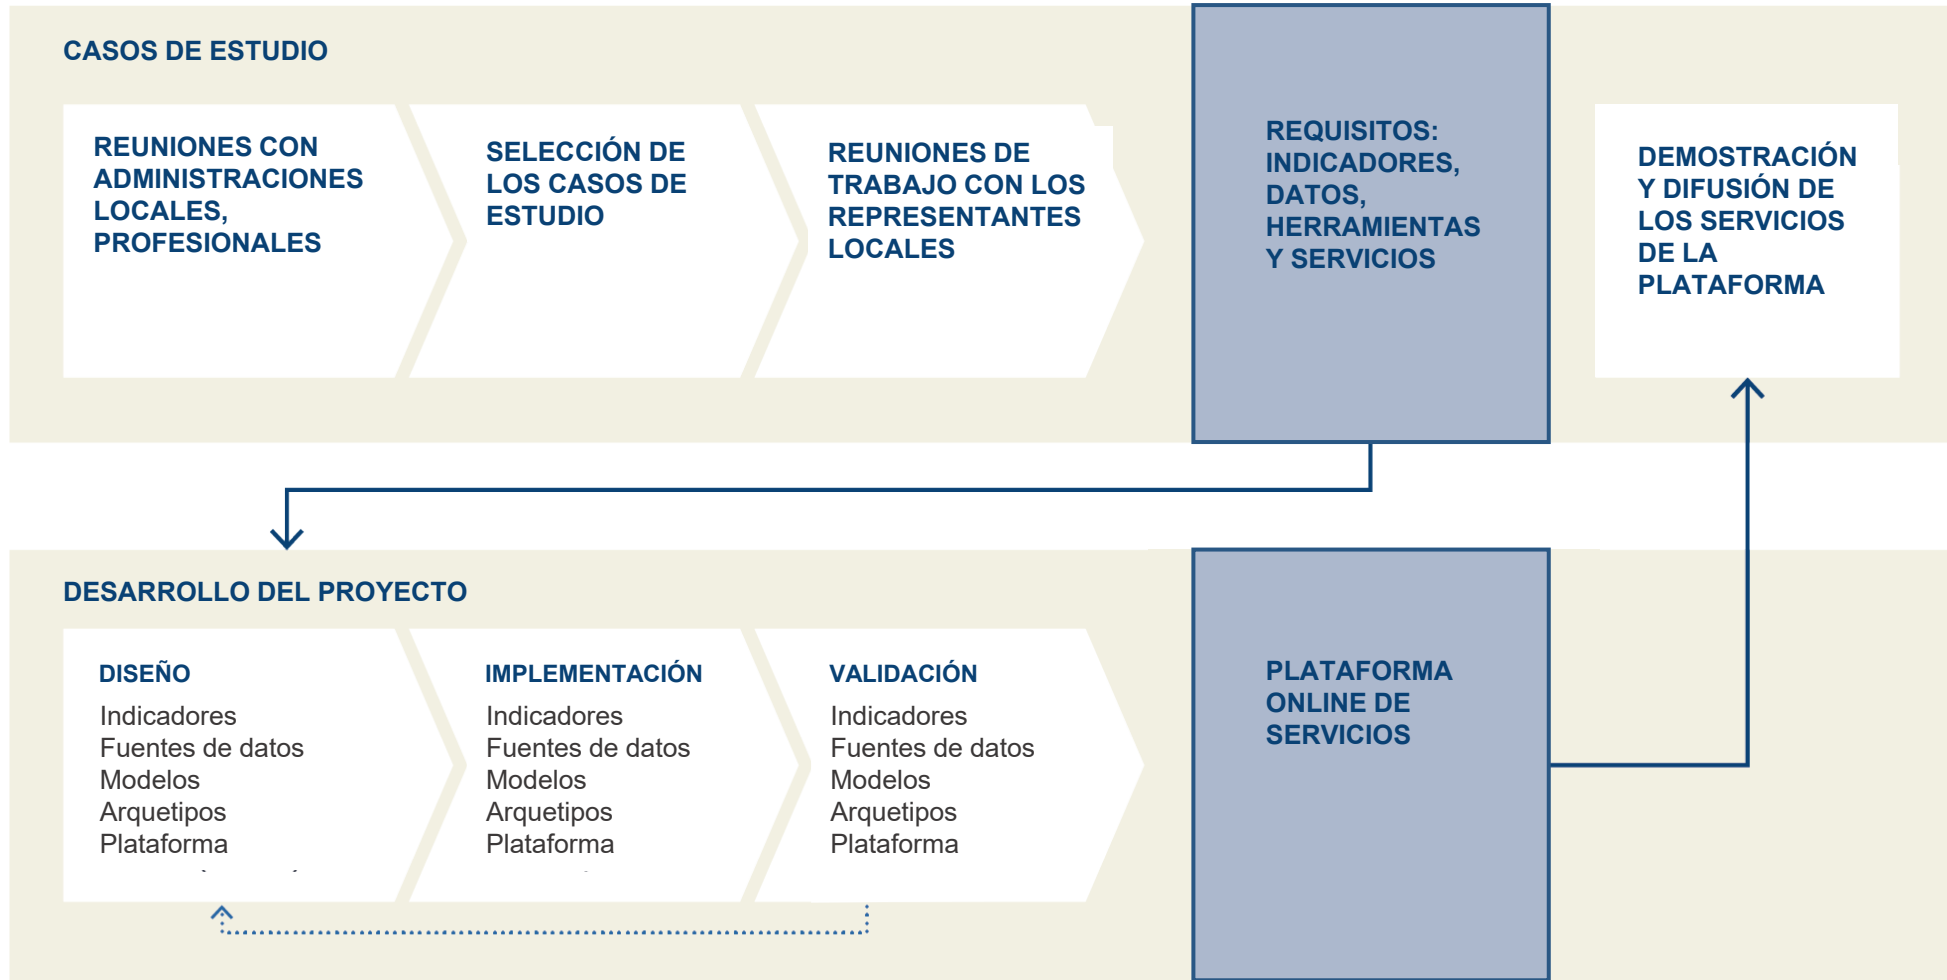 CASOS DE ESTUDIO
REUNIONES CON
ADMINISTRACIONES
LOCALES,
PROFESIONALES
SELECCIÓN DE
LOS CASOS DE
ESTUDIO
REUNIONES DE
TRABAJO CON LOS
REPRESENTANTES
LOCALES
REQUISITOS:
INDICADORES,
DATOS,
HERRAMIENTAS
Y SERVICIOS
DEMOSTRACIÓN
Y DIFUSIÓN DE
LOS SERVICIOS
DE LA
PLATAFORMA
DESARROLLO DEL PROYECTO
DISEÑO
Indicadores
Fuentes de datos
Modelos
Arquetipos
Plataforma
IMPLEMENTACIÓN
Indicadores
Fuentes de datos
Modelos
Arquetipos
Plataforma
VALIDACIÓN
Indicadores
Fuentes de datos
Modelos
Arquetipos
Plataforma
PLATAFORMA
ONLINE DE
SERVICIOS